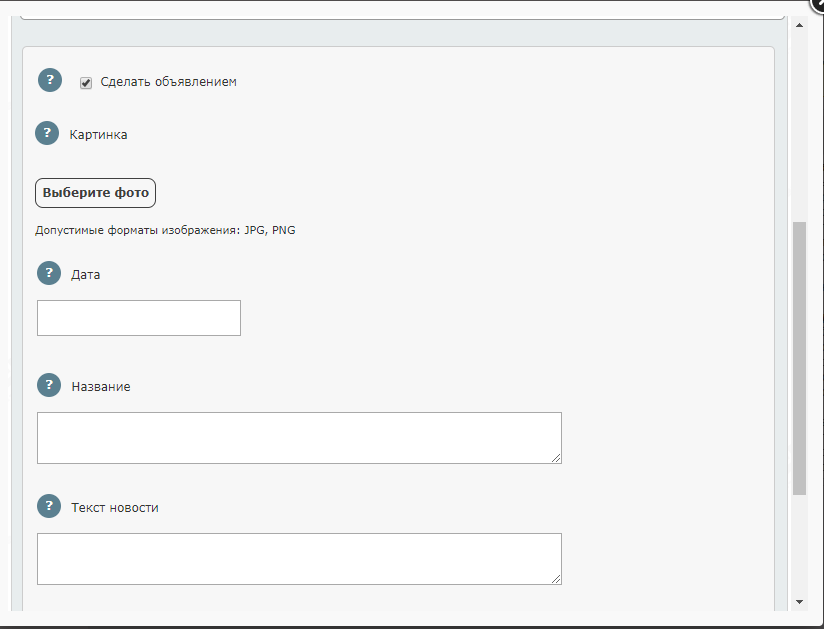 ? Сделать объявлением
? Картинка
Выберите фото
Допустимые форматы изображения: JPG, PNG
? Дата
? Название
? Текст новости